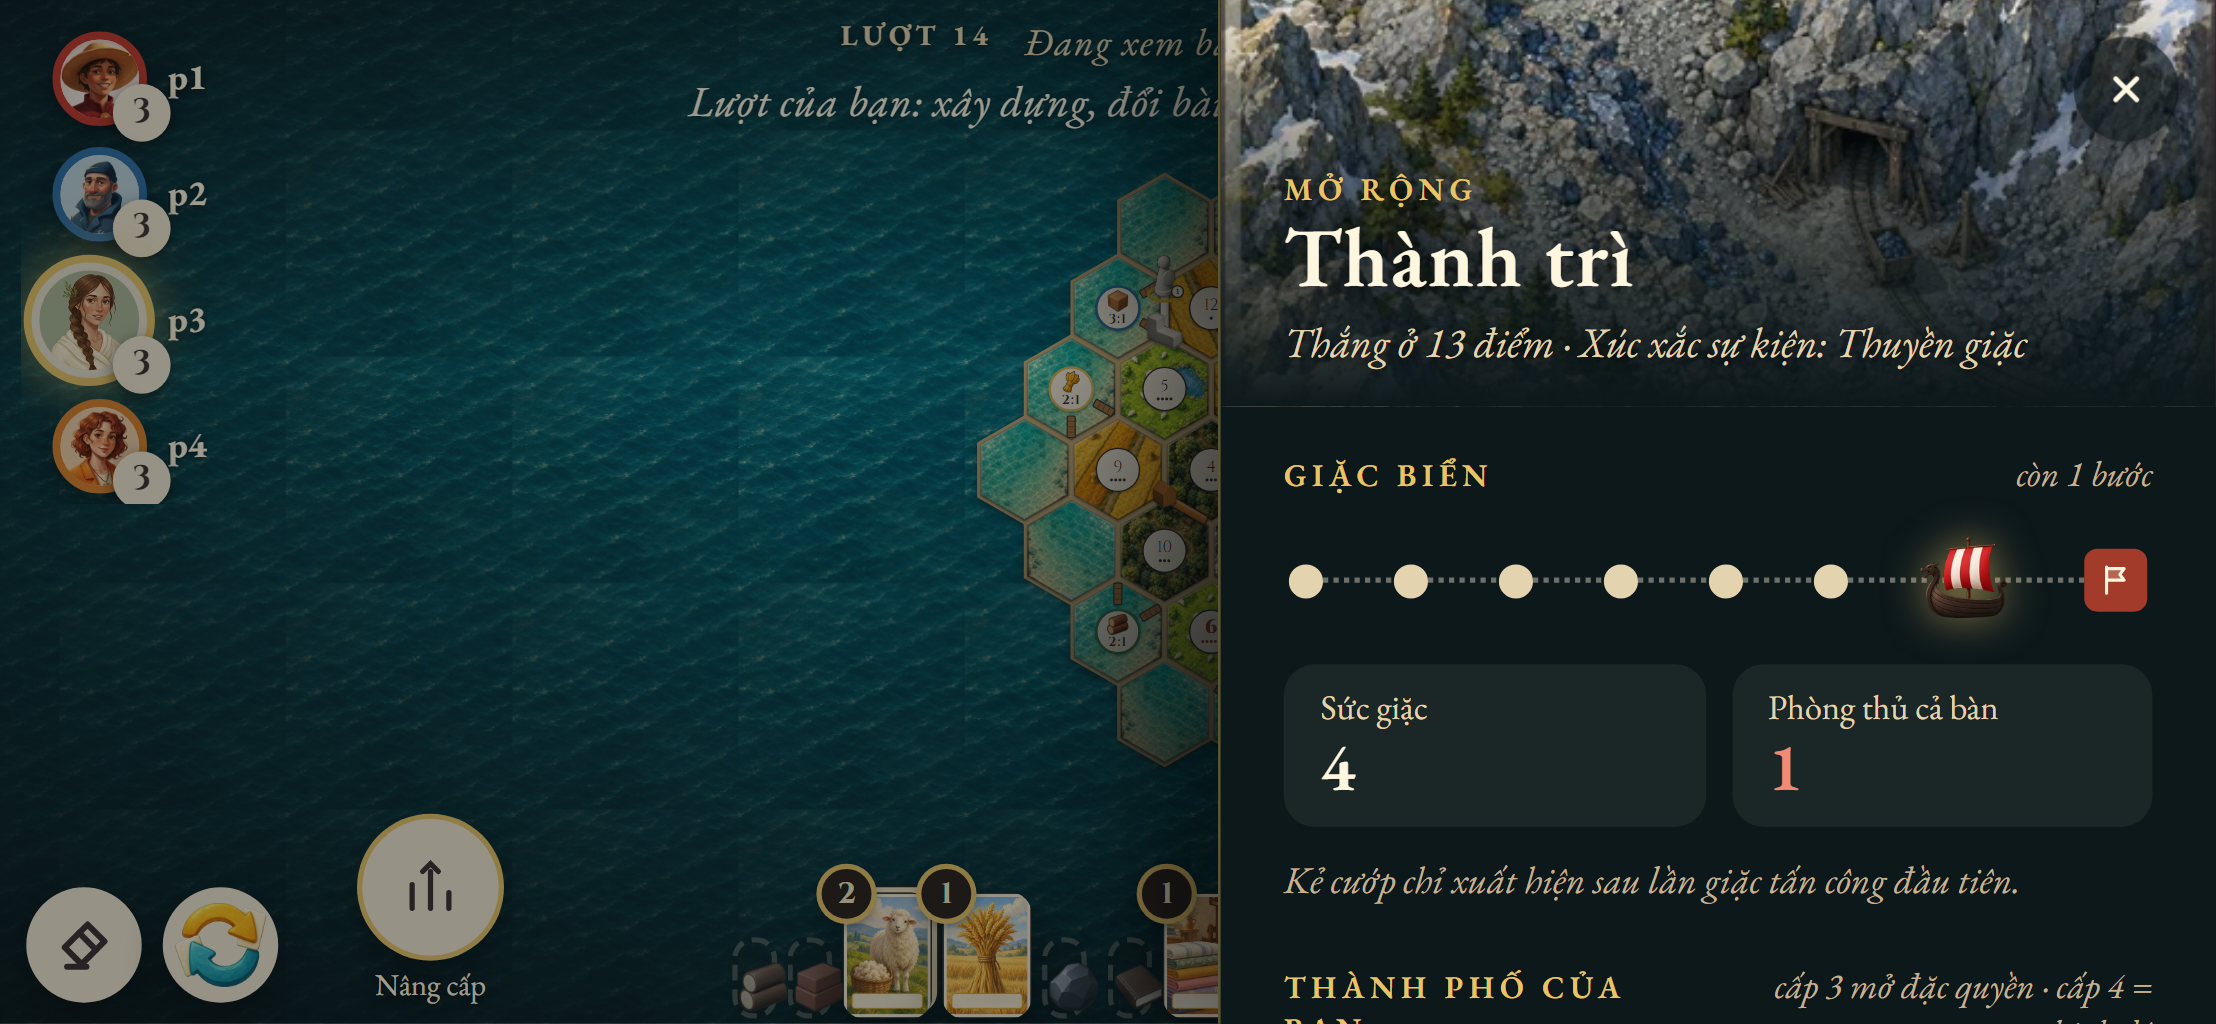 LƯỢT 14 Đang xem b
Lượt của bạn: xây dựng, đổi bà
p1
3
p2
3
p3
3
p4
3
3:1
12
2:1
5
9
4
10
2:1
6
Nâng cấp
2
1
1
MỞ RỘNG
Thành trì
Thắng ở 13 điểm · Xúc xắc sự kiện: Thuyền giặc
GIẶC BIỂN
còn 1 bước
Sức giặc
4
Phòng thủ cả bàn
1
Kẻ cướp chỉ xuất hiện sau lần giặc tấn công đầu tiên.
THÀNH PHỐ CỦA
cấp 3 mở đặc quyền · cấp 4 =